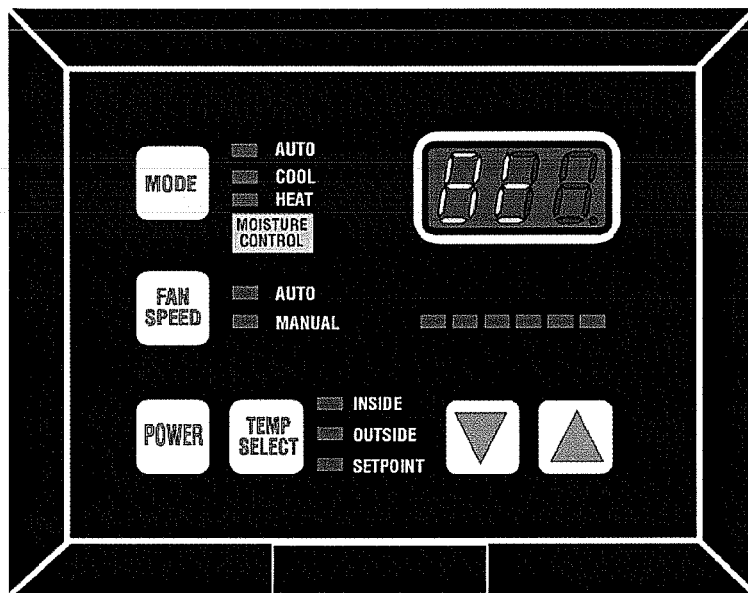 MODE
AUTO
COOL
HEAT
MOISTURE
CONTROL
FAN
SPEED
AUTO
MANUAL
POWER
TEMP
SELECT
INSIDE
OUTSIDE
SETPOINT